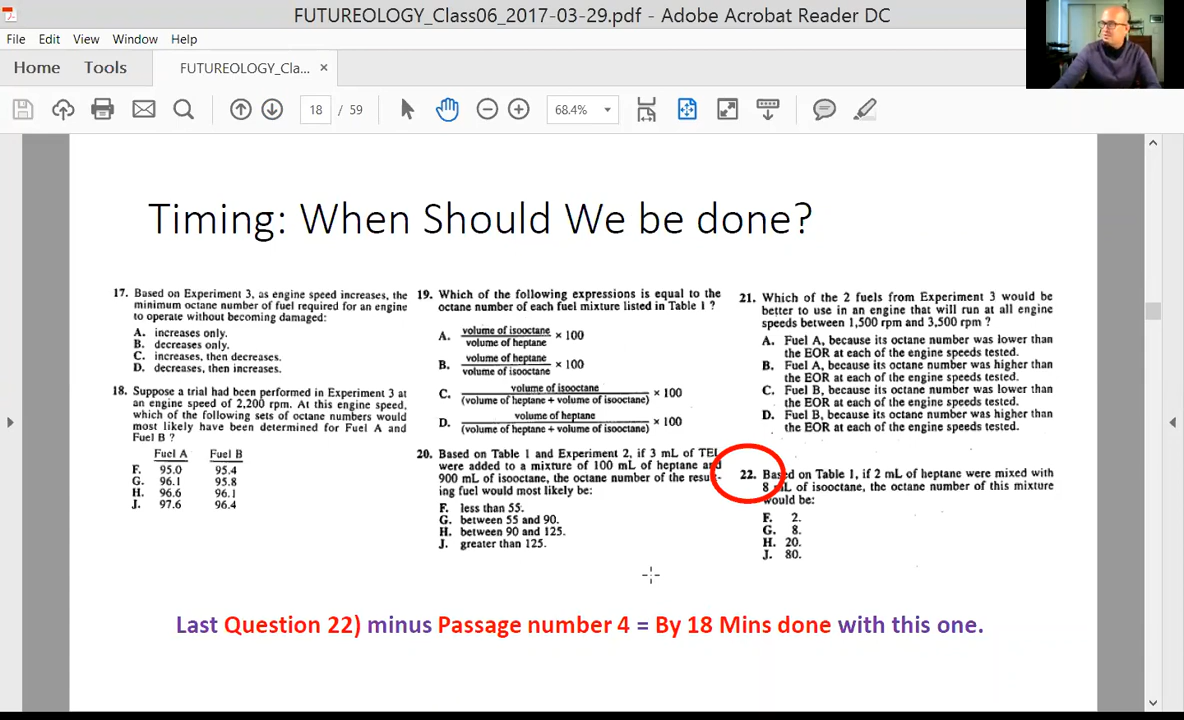 FUTUREOLOGY_Class06_2017-03-29.pdf - Adobe Acrobat Reader DC
File Edit View Window Help
Home Tools FUTUREOLOGY_Cla... ×
18 / 59 68.4%
Timing: When Should We be done?
17. Based on Experiment 3, as engine speed increases, the
minimum octane number of fuel required for an engine
to operate without becoming damaged:
A. increases only.
B. decreases only.
C. increases, then decreases.
D. decreases, then increases.
18. Suppose a trial had been performed in Experiment 3 at
an engine speed of 2,200 rpm. At this engine speed,
which of the following sets of octane numbers would
most likely have been determined for Fuel A and
Fuel B ?
Fuel A Fuel B
F. 95.0 95.4
G. 96.1 95.8
H. 96.6 96.1
J. 97.6 96.4
19. Which of the following expressions is equal to the
octane number of each fuel mixture listed in Table 1 ?
A. volume of isooctane
volume of heptane × 100
B. volume of heptane
volume of isooctane × 100
C. volume of isooctane
(volume of heptane + volume of isooctane) × 100
D. volume of heptane
(volume of heptane + volume of isooctane) × 100
20. Based on Table 1 and Experiment 2, if 3 mL of TEL
were added to a mixture of 100 mL of heptane and
900 mL of isooctane, the octane number of the result-
ing fuel would most likely be:
F. less than 55.
G. between 55 and 90.
H. between 90 and 125.
J. greater than 125.
21. Which of the 2 fuels from Experiment 3 would be
better to use in an engine that will run at all engine
speeds between 1,500 rpm and 3,500 rpm ?
A. Fuel A, because its octane number was lower than
the EOR at each of the engine speeds tested.
B. Fuel A, because its octane number was higher than
the EOR at each of the engine speeds tested.
C. Fuel B, because its octane number was lower than
the EOR at each of the engine speeds tested.
D. Fuel B, because its octane number was higher than
the EOR at each of the engine speeds tested.
22. Based on Table 1, if 2 mL of heptane were mixed with
8 mL of isooctane, the octane number of this mixture
would be:
F. 2.
G. 8.
H. 20.
J. 80.
Last Question 22) minus Passage number 4 = By 18 Mins done with this one.